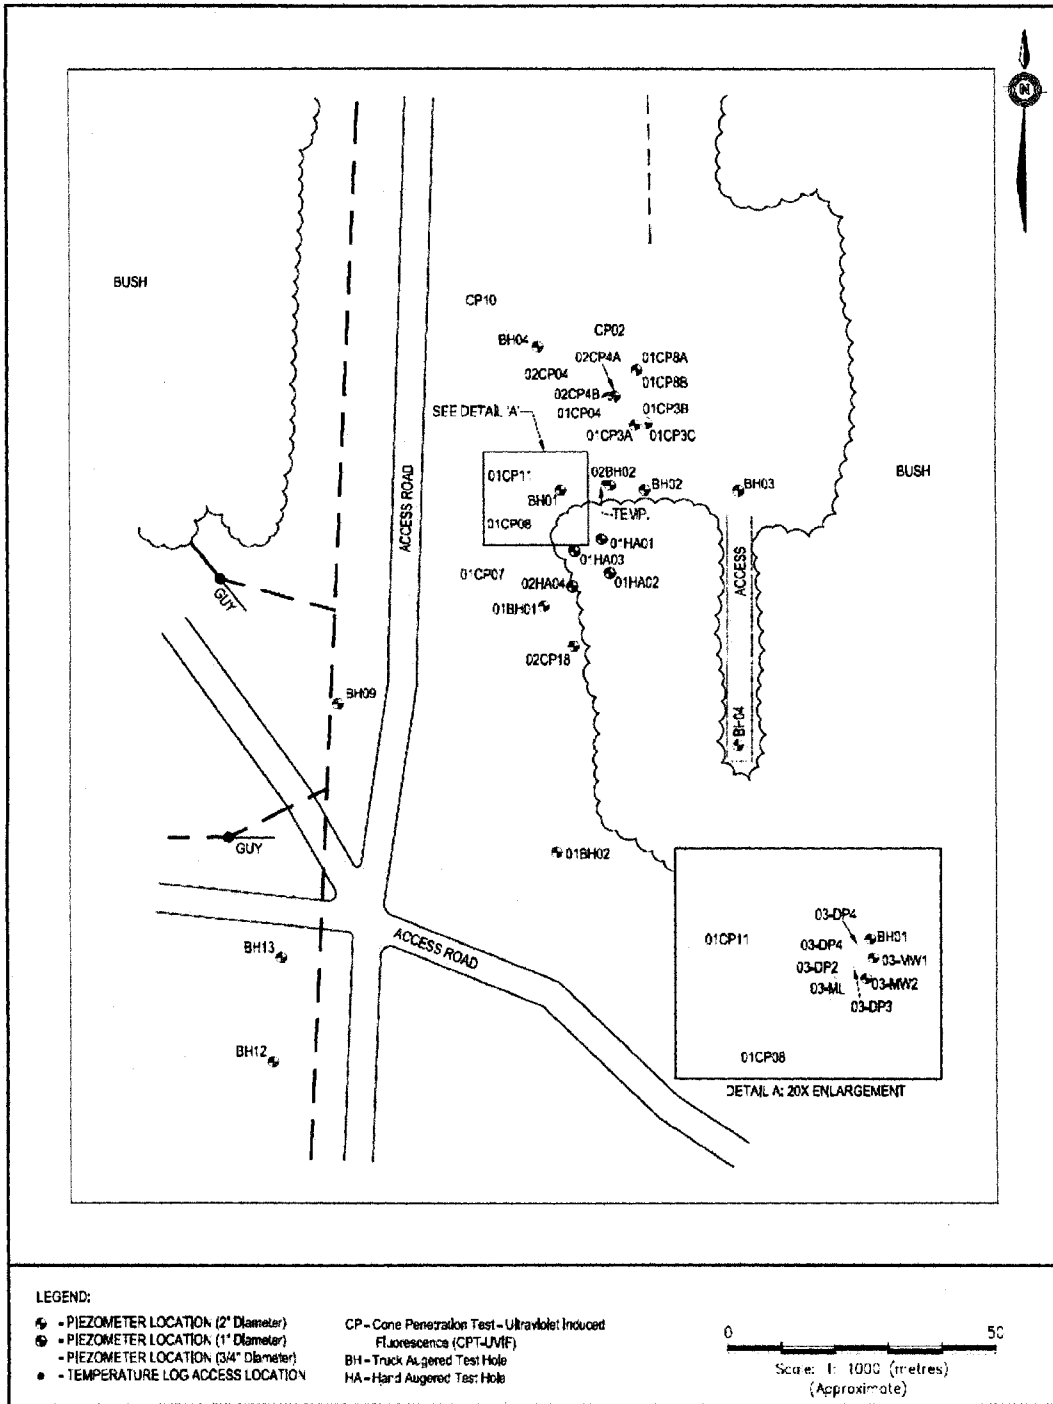 N
BUSH
CP10
BH04
CP02
02CP4A
01CP8A
02CP04
01CP8B
02CP4B
01CP04
01CP3B
SEE DETAIL 'A'
01CP3A
01CP3C
01CP11
02BH02
BH01
BH02
BH03
BUSH
01CP08
TEMP.
ACCESS ROAD
01HA01
01HA03
ACCESS
01CP07
02HA04
01HA02
GUY
01BH01
02CP18
BH09
BH04
GUY
01BH02
ACCESS ROAD
BH13
BH12
03-DP4
01CP11
03-DP4
BH01
03-DP2
03-MW1
03-ML
03-MW2
03-DP3
01CP08
DETAIL A: 20X ENLARGEMENT
LEGEND:
- PIEZOMETER LOCATION (2" Diameter)
- PIEZOMETER LOCATION (1" Diameter)
- PIEZOMETER LOCATION (3/4" Diameter)
- TEMPERATURE LOG ACCESS LOCATION
CP - Cone Penetration Test - Ultraviolet Induced
Fluorescence (CPT-UVIF)
BH - Truck Augered Test Hole
HA - Hand Augered Test Hole
0 50
Scale: 1: 1000 (metres)
(Approximate)